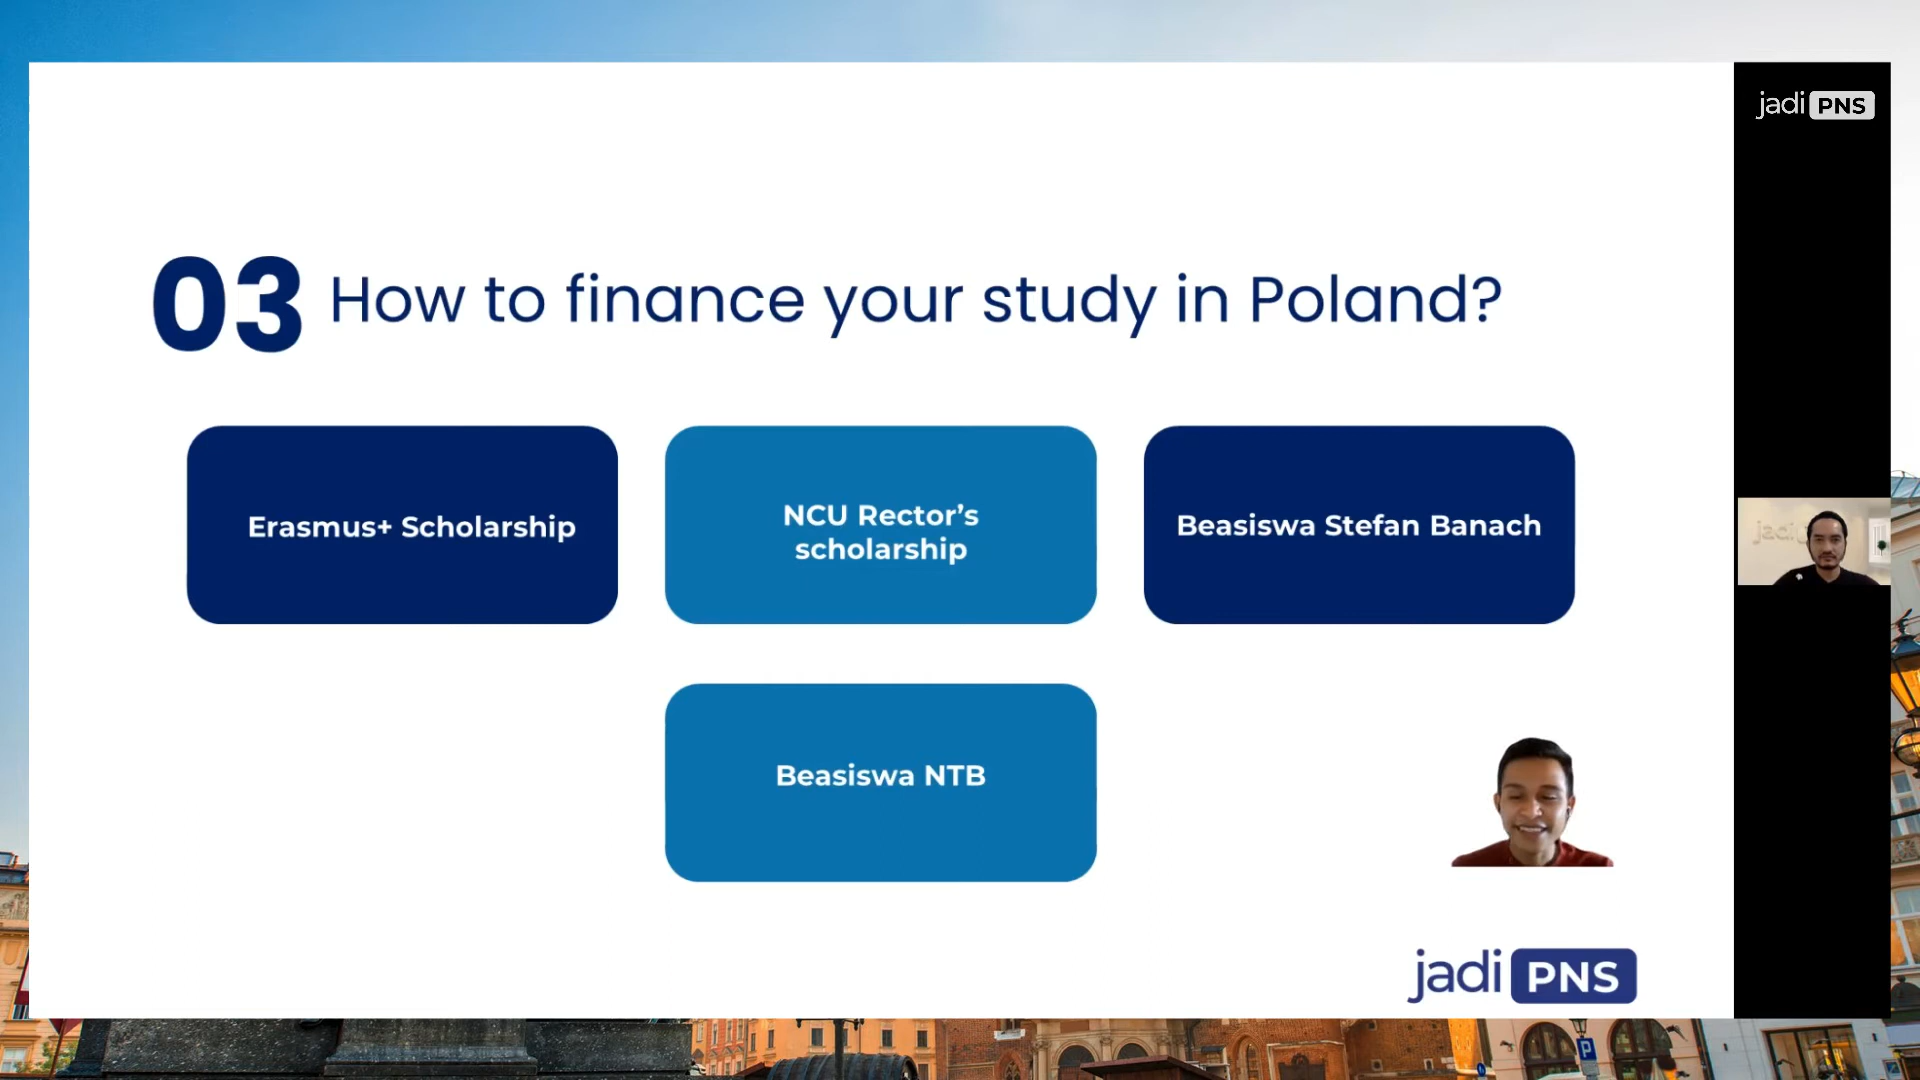 jadi PNS
03 How to finance your study in Poland?
Erasmus+ Scholarship
NCU Rector's
scholarship
Beasiswa Stefan Banach
Beasiswa NTB
jadi PNS
P